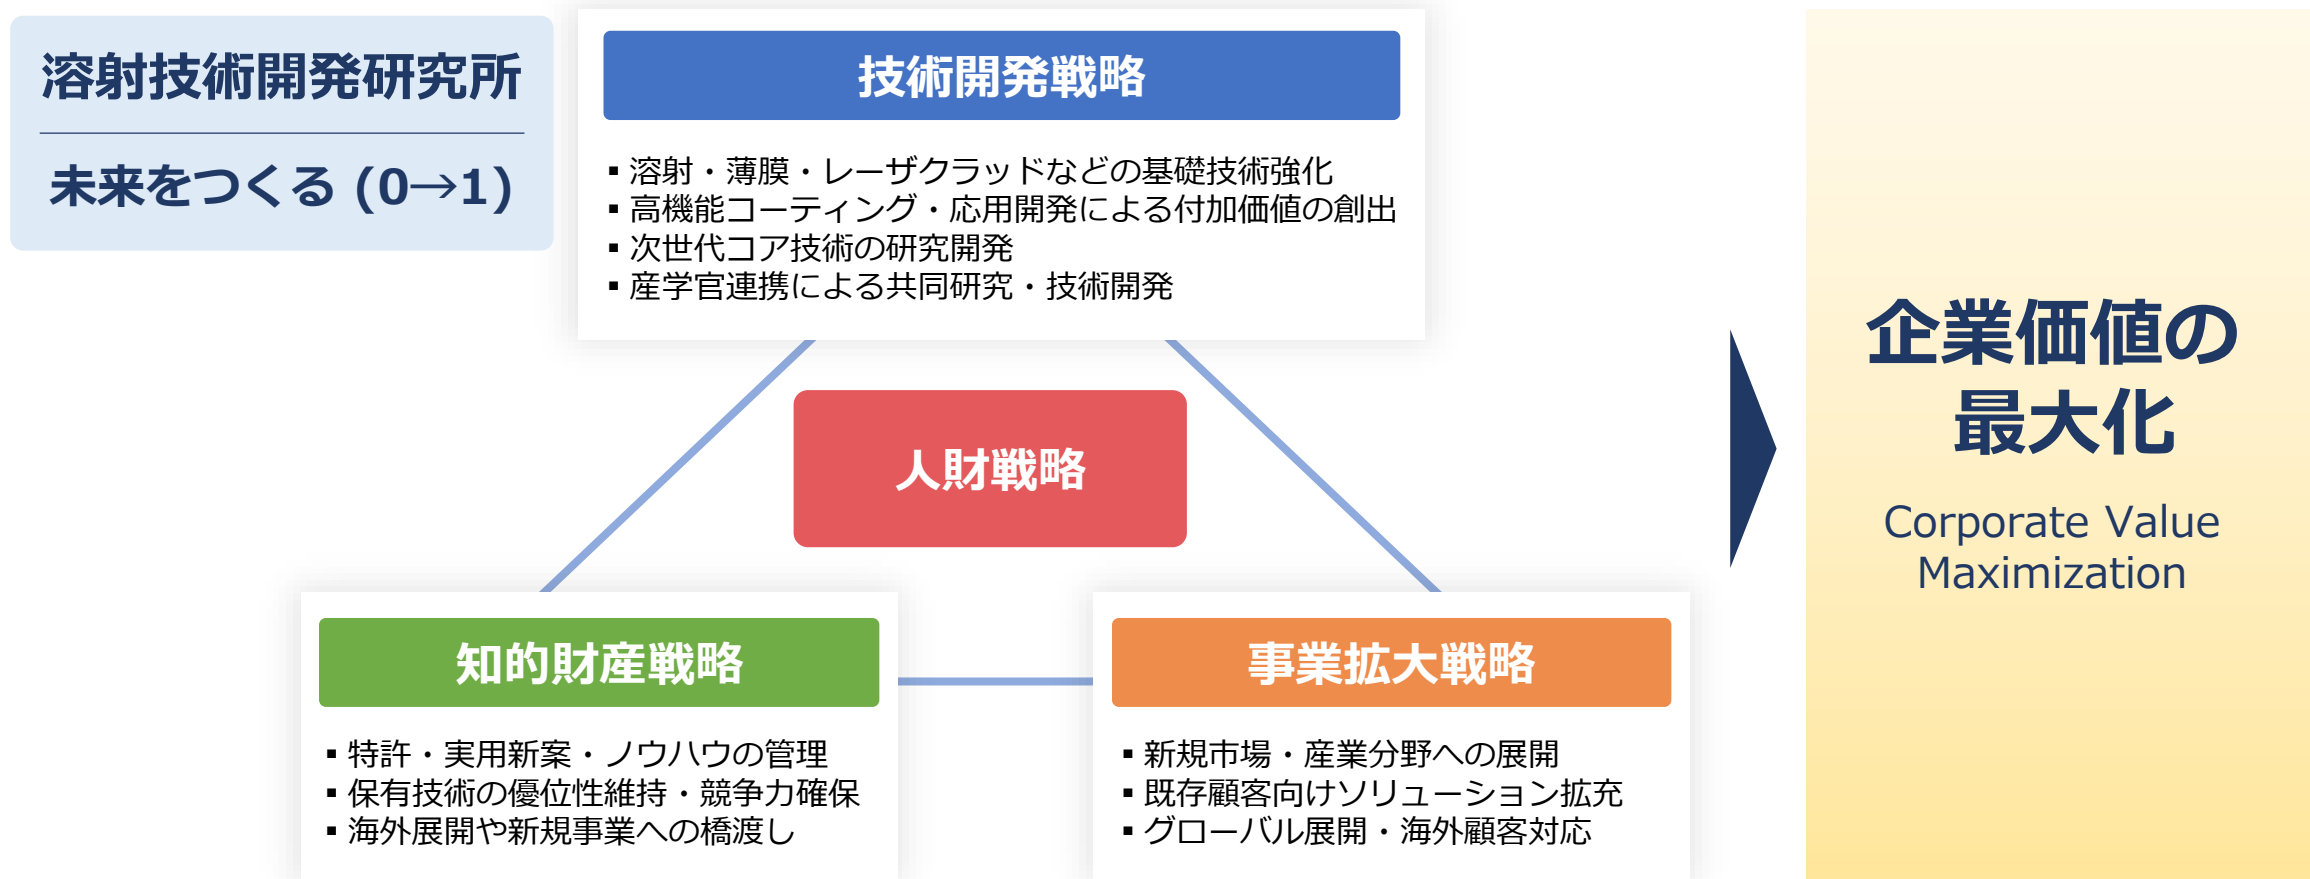 溶射技術開発研究所
未来をつくる (0→1)
技術開発戦略
▪ 溶射・薄膜・レーザクラッドなどの基礎技術強化
▪ 高機能コーティング・応用開発による付加価値の創出
▪ 次世代コア技術の研究開発
▪ 産学官連携による共同研究・技術開発
人財戦略
知的財産戦略
▪ 特許・実用新案・ノウハウの管理
▪ 保有技術の優位性維持・競争力確保
▪ 海外展開や新規事業への橋渡し
事業拡大戦略
▪ 新規市場・産業分野への展開
▪ 既存顧客向けソリューション拡充
▪ グローバル展開・海外顧客対応
企業価値の
最大化
Corporate Value
Maximization